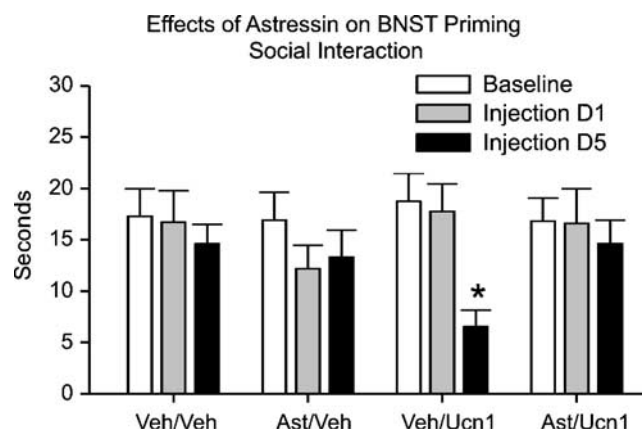 Effects of Astressin on BNST Priming
Social Interaction
30
25
20
15
10
5
0
Seconds
Baseline
Injection D1
Injection D5
*
Veh/Veh
Ast/Veh
Veh/Ucn1
Ast/Ucn1